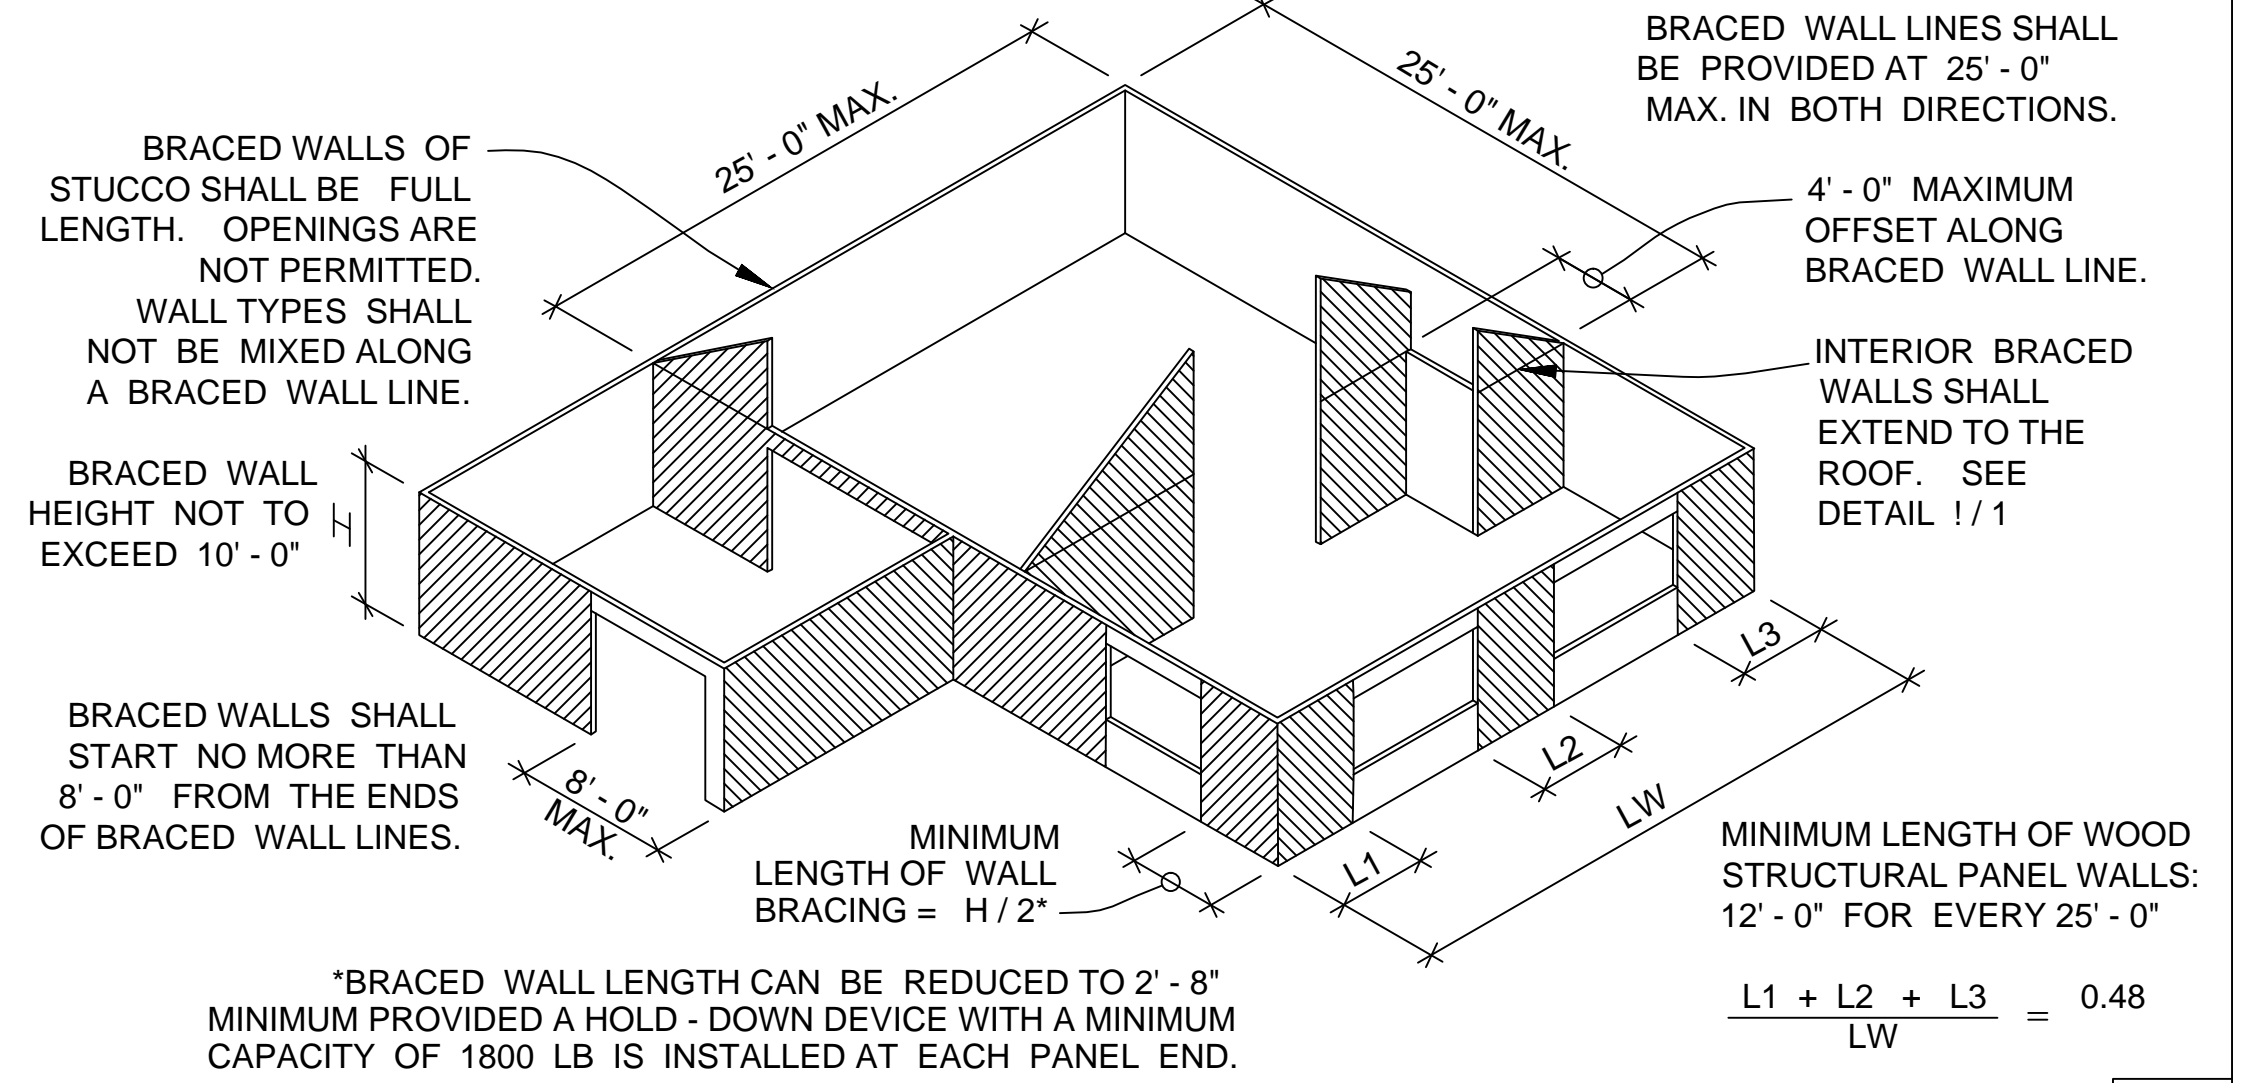 BRACED WALL LINES SHALL
BE PROVIDED AT 25' - 0"
MAX. IN BOTH DIRECTIONS.
25' - 0" MAX.
25' - 0" MAX.
BRACED WALLS OF
STUCCO SHALL BE FULL
LENGTH. OPENINGS ARE
NOT PERMITTED.
WALL TYPES SHALL
NOT BE MIXED ALONG
A BRACED WALL LINE.
4' - 0" MAXIMUM
OFFSET ALONG
BRACED WALL LINE.
INTERIOR BRACED
WALLS SHALL
EXTEND TO THE
ROOF. SEE
DETAIL ! / 1
BRACED WALL
HEIGHT NOT TO
EXCEED 10' - 0"
H
BRACED WALLS SHALL
START NO MORE THAN
8' - 0" FROM THE ENDS
OF BRACED WALL LINES.
8' - 0"
MAX.
L3
L2
LW
L1
MINIMUM
LENGTH OF WALL
BRACING = H / 2*
MINIMUM LENGTH OF WOOD
STRUCTURAL PANEL WALLS:
12' - 0" FOR EVERY 25' - 0"
L1 + L2 + L3 = 0.48
LW
*BRACED WALL LENGTH CAN BE REDUCED TO 2' - 8"
MINIMUM PROVIDED A HOLD - DOWN DEVICE WITH A MINIMUM
CAPACITY OF 1800 LB IS INSTALLED AT EACH PANEL END.